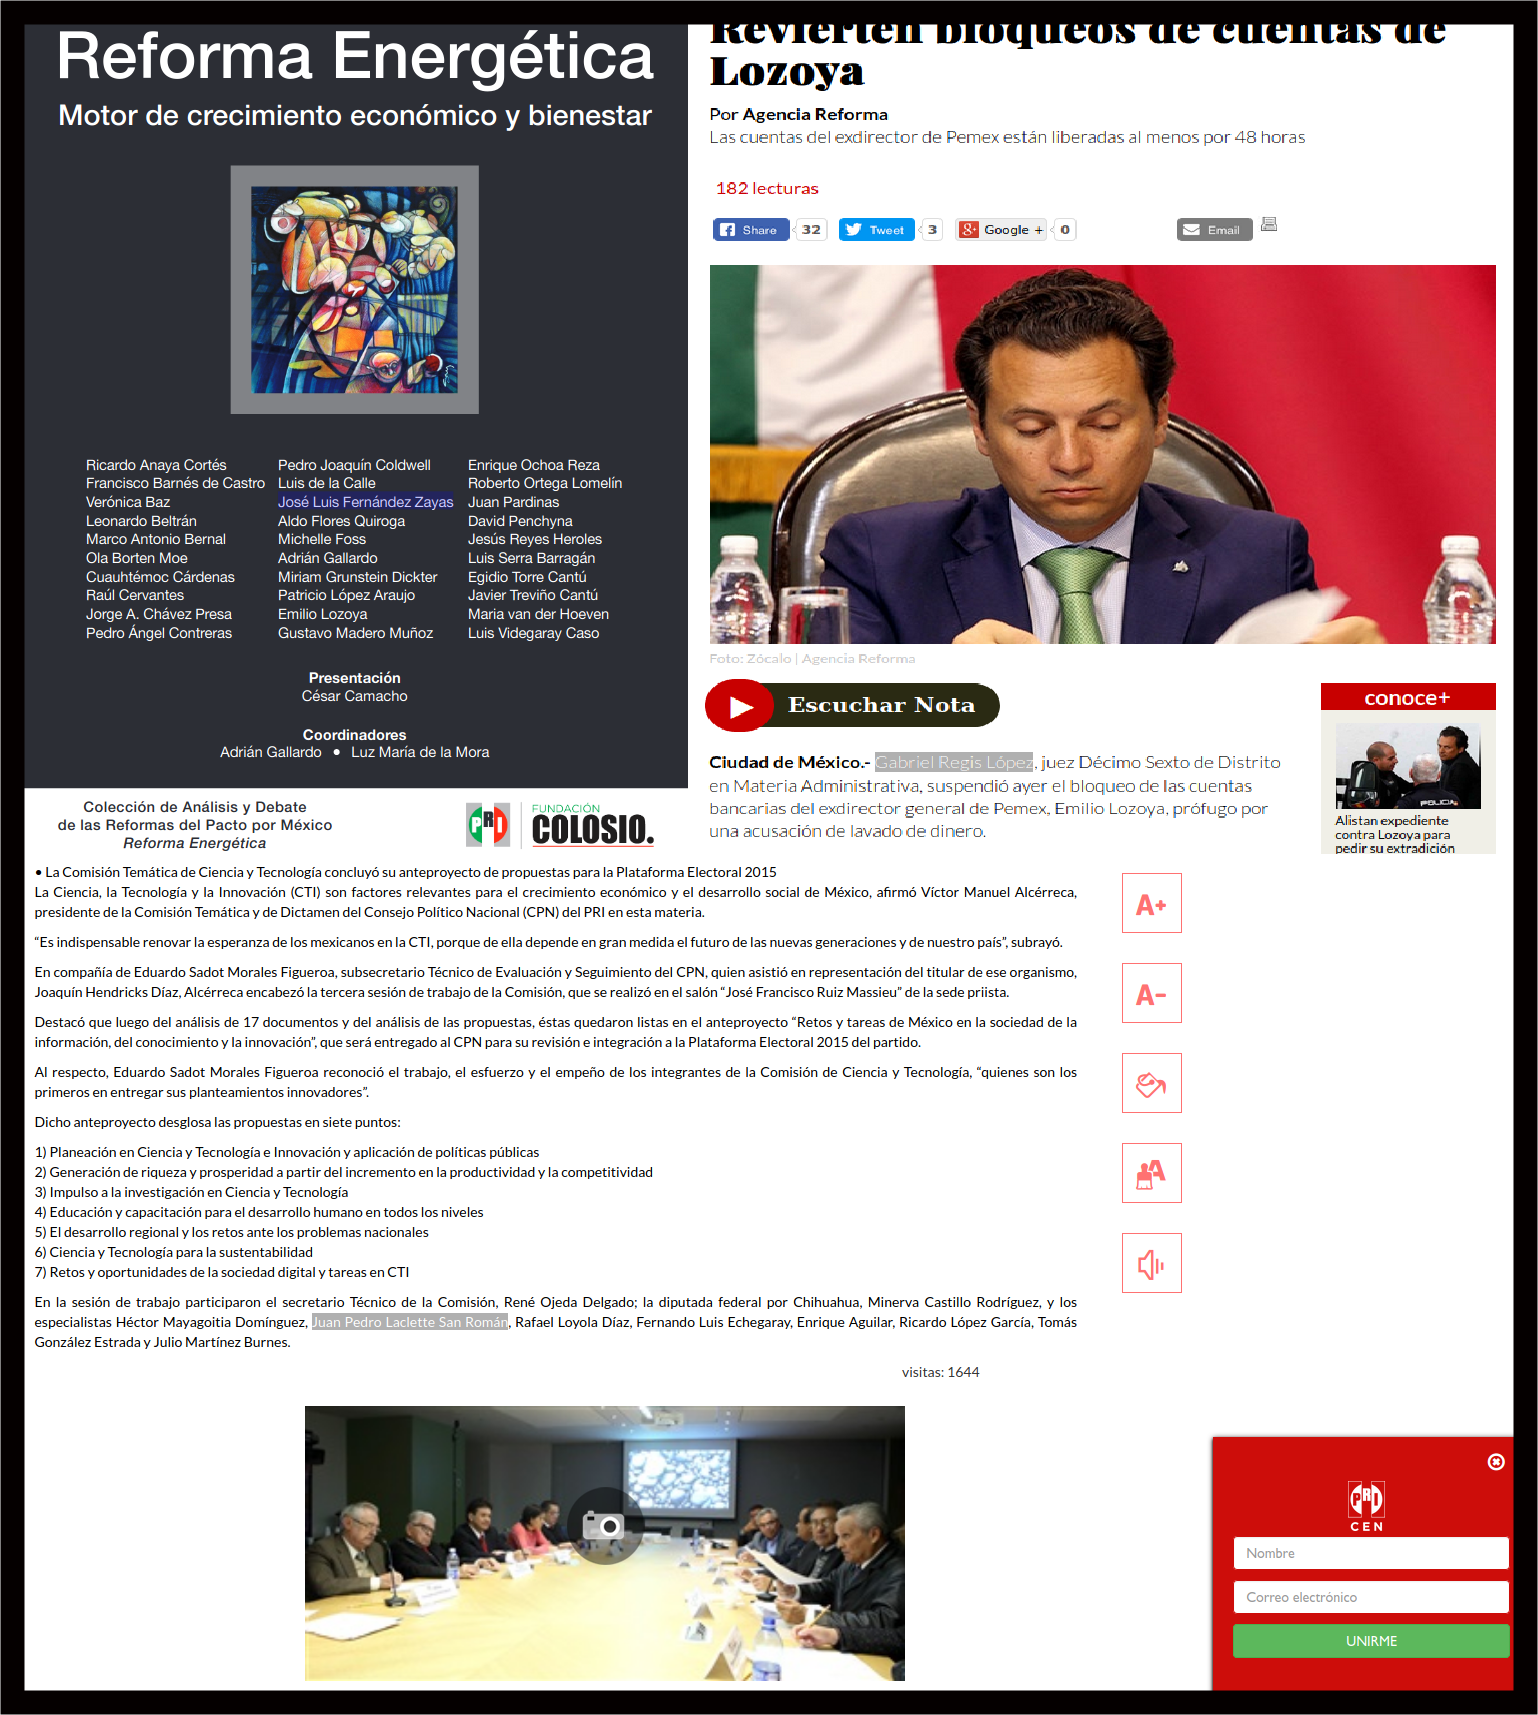 Reforma Energética
Motor de crecimiento económico y bienestar
Ricardo Anaya Cortés
Francisco Barnés de Castro
Verónica Baz
Leonardo Beltrán
Marco Antonio Bernal
Ola Borten Moe
Cuauhtémoc Cárdenas
Raúl Cervantes
Jorge A. Chávez Presa
Pedro Ángel Contreras
Pedro Joaquín Coldwell
Luis de la Calle
José Luis Fernández Zayas
Aldo Flores Quiroga
Michelle Foss
Adrián Gallardo
Miriam Grunstein Dickter
Patricio López Araujo
Emilio Lozoya
Gustavo Madero Muñoz
Enrique Ochoa Reza
Roberto Ortega Lomelín
Juan Pardinas
David Penchyna
Jesús Reyes Heroles
Luis Serra Barragán
Egidio Torre Cantú
Javier Treviño Cantú
Maria van der Hoeven
Luis Videgaray Caso
Presentación
César Camacho
Coordinadores
Adrián Gallardo • Luz María de la Mora
Colección de Análisis y Debate
de las Reformas del Pacto por México
Reforma Energética
PRI
FUNDACIÓN
COLOSIO.
Revierten bloqueos de cuentas de
Lozoya
Por Agencia Reforma
Las cuentas del exdirector de Pemex están liberadas al menos por 48 horas
182 lecturas
Share 32 Tweet 3 Google + 0 Email
Foto: Zócalo | Agencia Reforma
Escuchar Nota
Ciudad de México.- Gabriel Regis López, juez Décimo Sexto de Distrito
en Materia Administrativa, suspendió ayer el bloqueo de las cuentas
bancarias del exdirector general de Pemex, Emilio Lozoya, prófugo por
una acusación de lavado de dinero.
conoce+
POLICIA
Alistan expediente
contra Lozoya para
pedir su extradición
• La Comisión Temática de Ciencia y Tecnología concluyó su anteproyecto de propuestas para la Plataforma Electoral 2015
La Ciencia, la Tecnología y la Innovación (CTI) son factores relevantes para el crecimiento económico y el desarrollo social de México, afirmó Víctor Manuel Alcérreca,
presidente de la Comisión Temática y de Dictamen del Consejo Político Nacional (CPN) del PRI en esta materia.
“Es indispensable renovar la esperanza de los mexicanos en la CTI, porque de ella depende en gran medida el futuro de las nuevas generaciones y de nuestro país”, subrayó.
En compañía de Eduardo Sadot Morales Figueroa, subsecretario Técnico de Evaluación y Seguimiento del CPN, quien asistió en representación del titular de ese organismo,
Joaquín Hendricks Díaz, Alcérreca encabezó la tercera sesión de trabajo de la Comisión, que se realizó en el salón “José Francisco Ruiz Massieu” de la sede priista.
Destacó que luego del análisis de 17 documentos y del análisis de las propuestas, éstas quedaron listas en el anteproyecto “Retos y tareas de México en la sociedad de la
información, del conocimiento y la innovación”, que será entregado al CPN para su revisión e integración a la Plataforma Electoral 2015 del partido.
Al respecto, Eduardo Sadot Morales Figueroa reconoció el trabajo, el esfuerzo y el empeño de los integrantes de la Comisión de Ciencia y Tecnología, “quienes son los
primeros en entregar sus planteamientos innovadores”.
Dicho anteproyecto desglosa las propuestas en siete puntos:
1) Planeación en Ciencia y Tecnología e Innovación y aplicación de políticas públicas
2) Generación de riqueza y prosperidad a partir del incremento en la productividad y la competitividad
3) Impulso a la investigación en Ciencia y Tecnología
4) Educación y capacitación para el desarrollo humano en todos los niveles
5) El desarrollo regional y los retos ante los problemas nacionales
6) Ciencia y Tecnología para la sustentabilidad
7) Retos y oportunidades de la sociedad digital y tareas en CTI
En la sesión de trabajo participaron el secretario Técnico de la Comisión, René Ojeda Delgado; la diputada federal por Chihuahua, Minerva Castillo Rodríguez, y los
especialistas Héctor Mayagoitia Domínguez, Juan Pedro Laclette San Román, Rafael Loyola Díaz, Fernando Luis Echegaray, Enrique Aguilar, Ricardo López García, Tomás
González Estrada y Julio Martínez Burnes.
visitas: 1644
A+
A-
A
PRI
CEN
Nombre
Correo electrónico
UNIRME